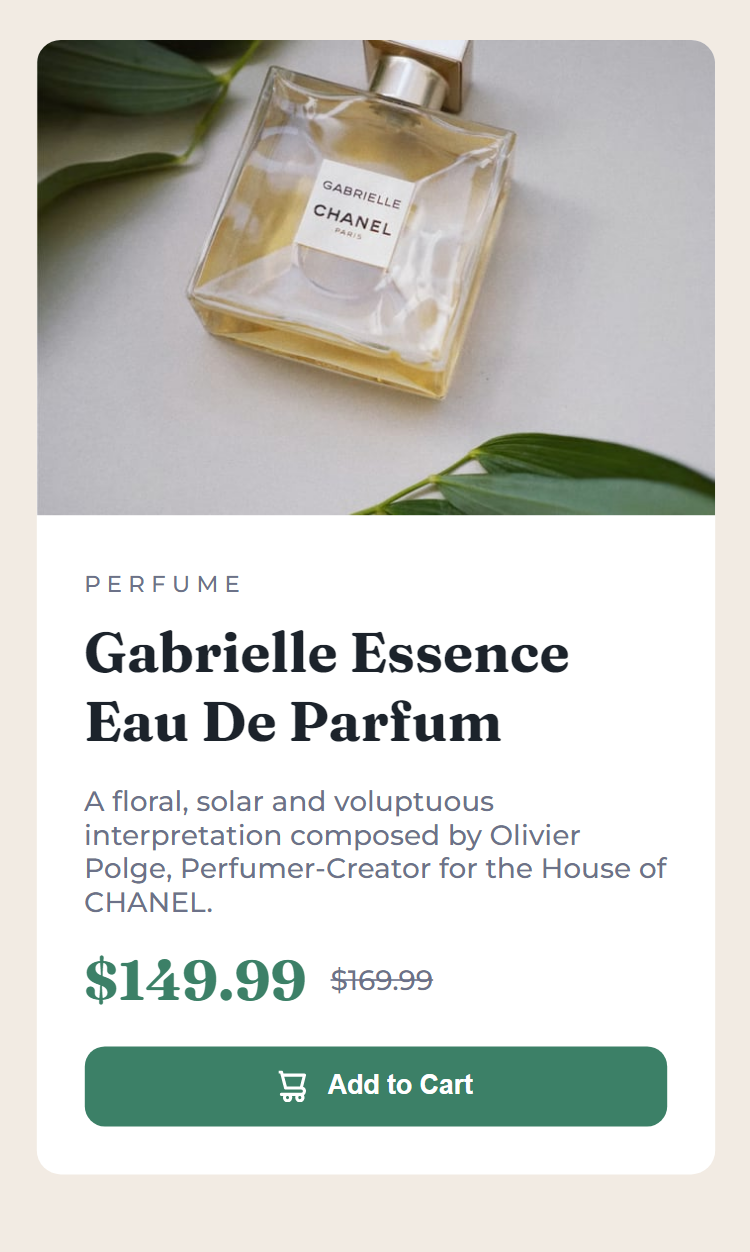 GABRIELLE
CHANEL
PARIS
PERFUME
Gabrielle Essence
Eau De Parfum
A floral, solar and voluptuous
interpretation composed by Olivier
Polge, Perfumer-Creator for the House of
CHANEL.
$149.99 $169.99
Add to Cart